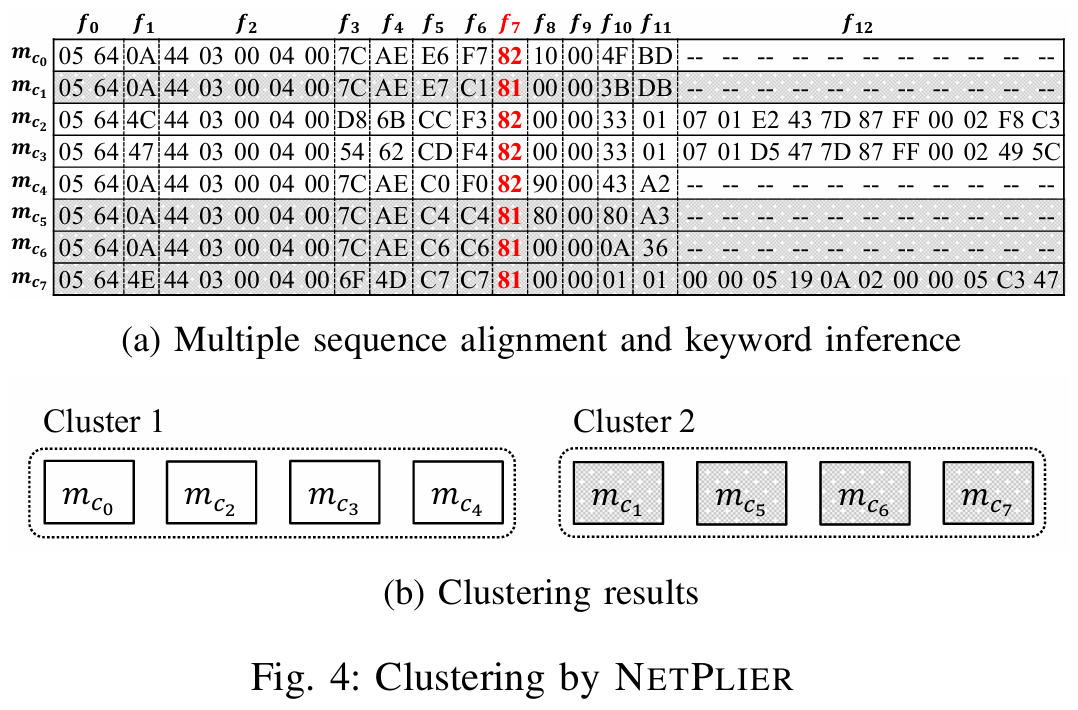 f0 f1 f2 f3 f4 f5 f6 f7 f8 f9 f10 f11 f12
mc0 05 64 0A 44 03 00 04 00 7C AE E6 F7 82 10 00 4F BD -- -- -- -- -- -- -- -- -- -- --
mc1 05 64 0A 44 03 00 04 00 7C AE E7 C1 81 00 00 3B DB -- -- -- -- -- -- -- -- -- -- --
mc2 05 64 4C 44 03 00 04 00 D8 6B CC F3 82 00 00 33 01 07 01 E2 43 7D 87 FF 00 02 F8 C3
mc3 05 64 47 44 03 00 04 00 54 62 CD F4 82 00 00 33 01 07 01 D5 47 7D 87 FF 00 02 49 5C
mc4 05 64 0A 44 03 00 04 00 7C AE C0 F0 82 90 00 43 A2 -- -- -- -- -- -- -- -- -- -- --
mc5 05 64 0A 44 03 00 04 00 7C AE C4 C4 81 80 00 80 A3 -- -- -- -- -- -- -- -- -- -- --
mc6 05 64 0A 44 03 00 04 00 7C AE C6 C6 81 00 00 0A 36 -- -- -- -- -- -- -- -- -- -- --
mc7 05 64 4E 44 03 00 04 00 6F 4D C7 C7 81 00 00 01 01 00 00 05 19 0A 02 00 00 05 C3 47
(a) Multiple sequence alignment and keyword inference
Cluster 1
mc0 mc2 mc3 mc4
Cluster 2
mc1 mc5 mc6 mc7
(b) Clustering results
Fig. 4: Clustering by NETPLIER